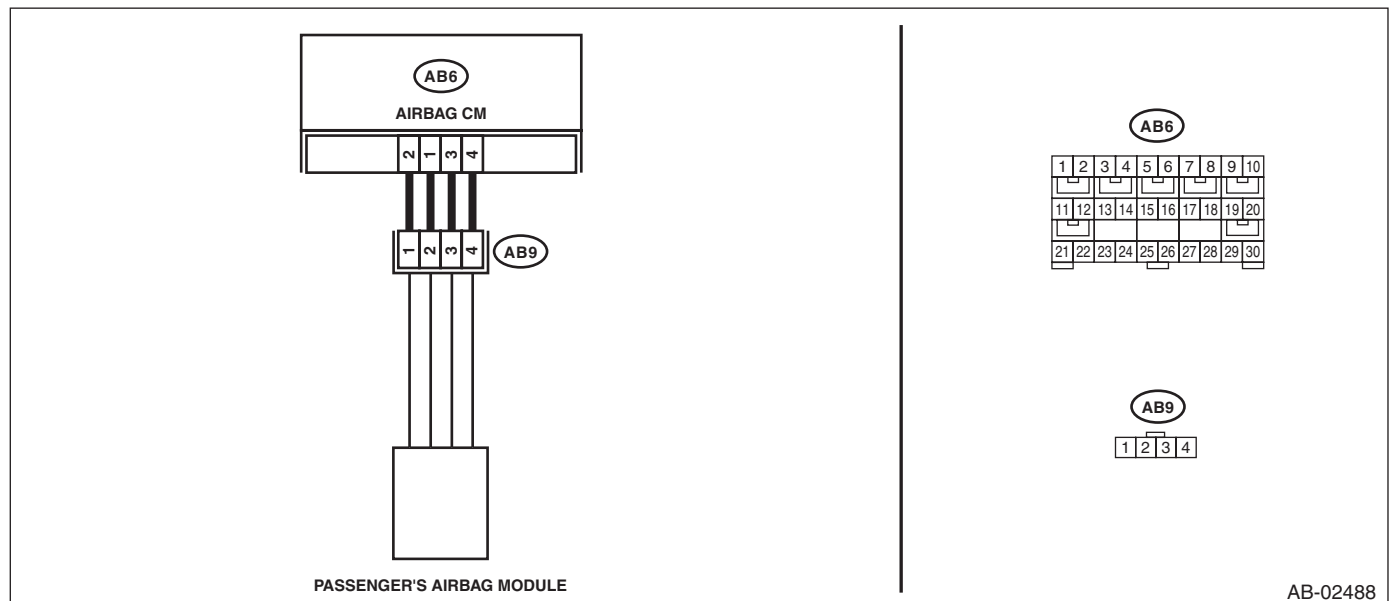 AB6
AIRBAG CM
2 1 3 4
1 2 3 4
AB9
PASSENGER'S AIRBAG MODULE
AB6
1 2 3 4 5 6 7 8 9 10
11 12 13 14 15 16 17 18 19 20
21 22 23 24 25 26 27 28 29 30
AB9
1 2 3 4
AB-02488